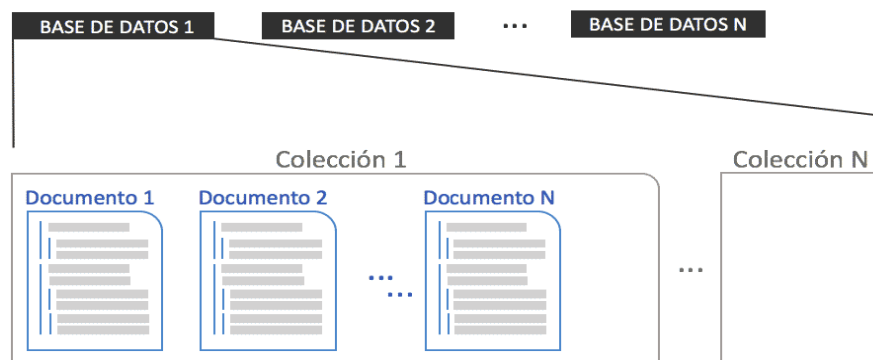 BASE DE DATOS 1 BASE DE DATOS 2 ... BASE DE DATOS N
Colección 1 Colección N
Documento 1 Documento 2 Documento N
... ... ...